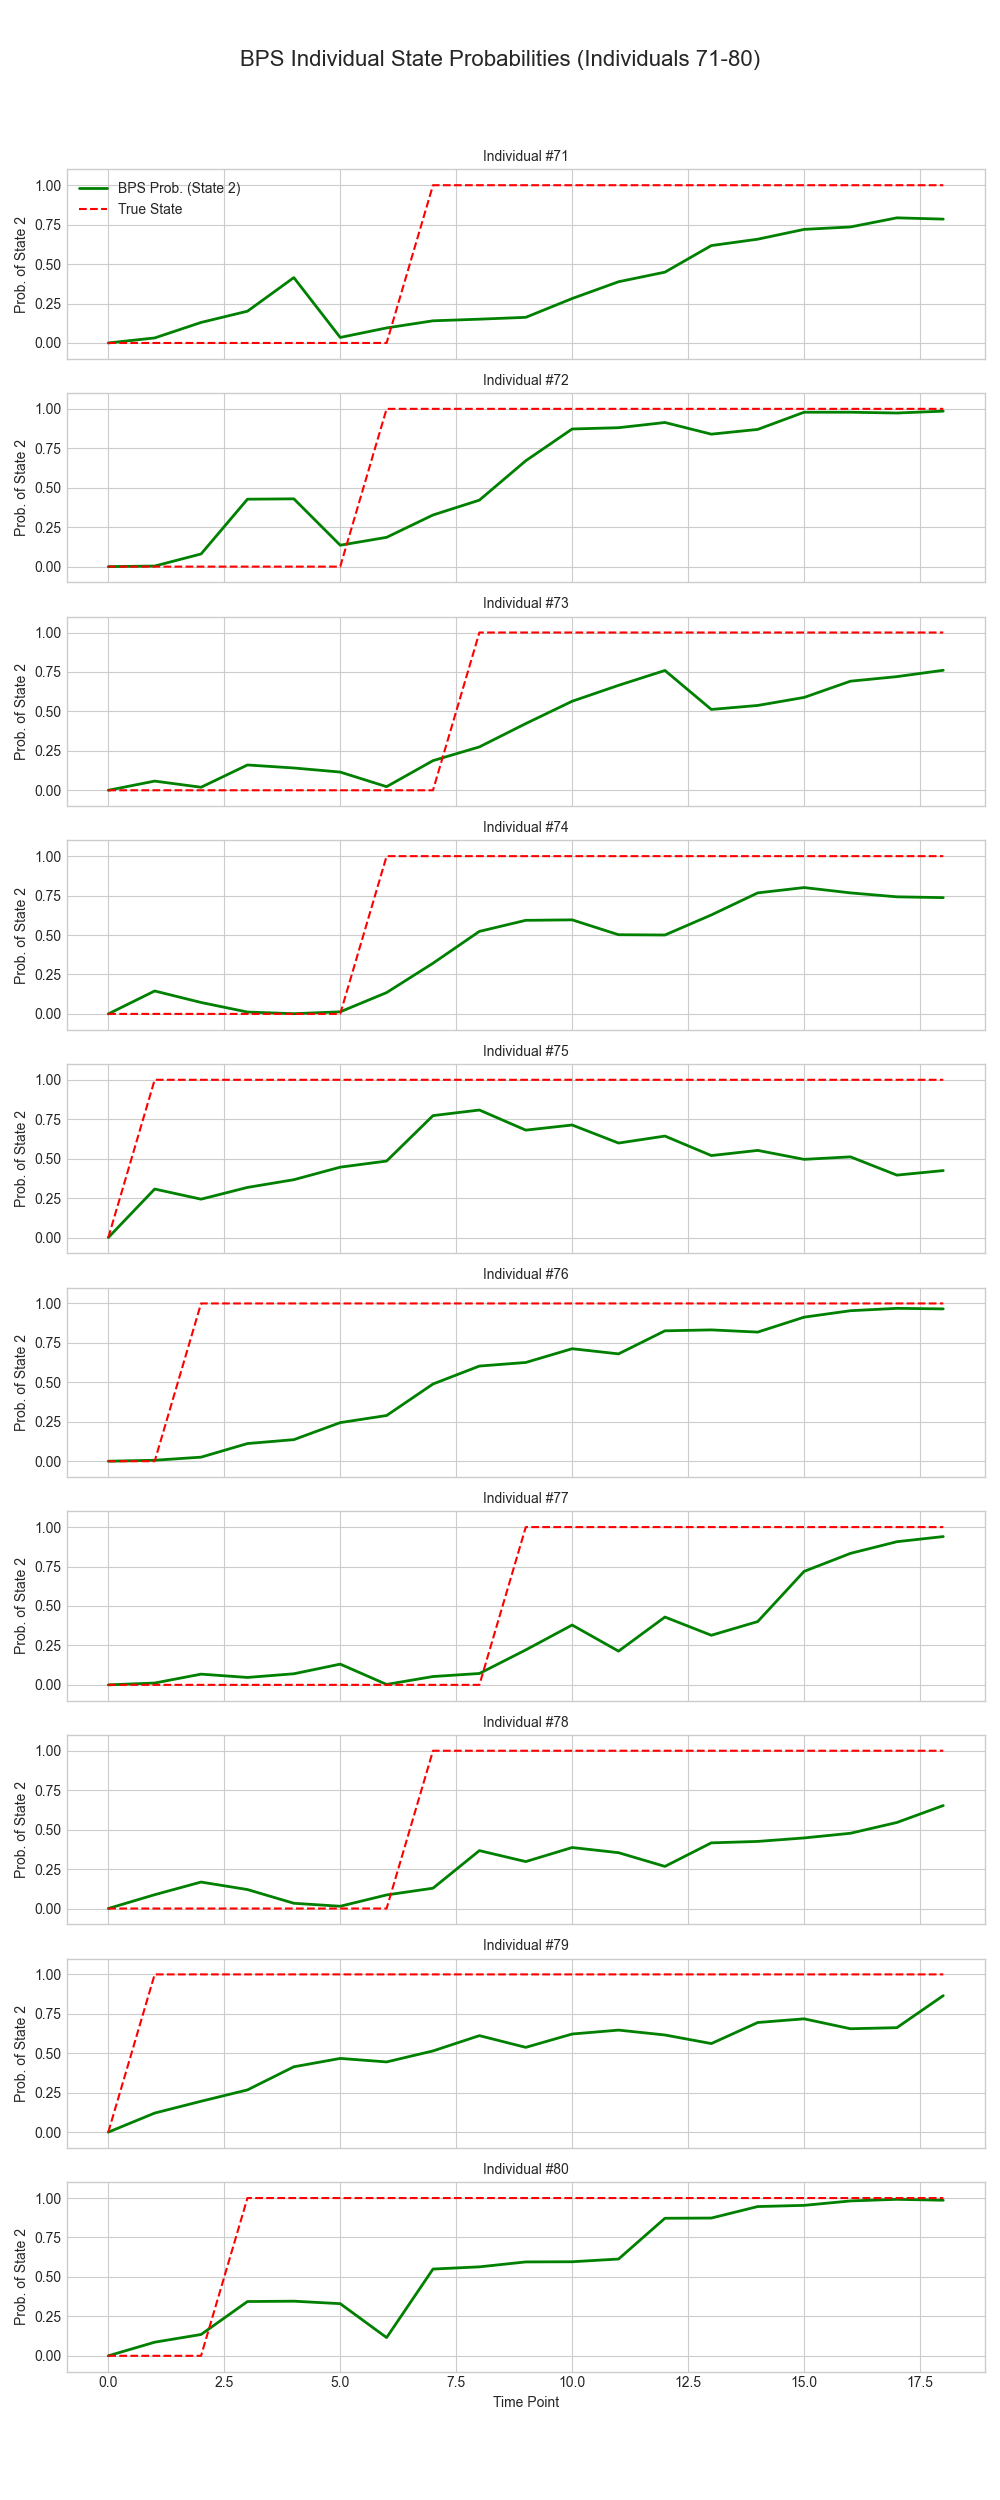 BPS Individual State Probabilities (Individuals 71-80)
Individual #71
BPS Prob. (State 2)
True State
Prob. of State 2
1.00
0.75
0.50
0.25
0.00
Individual #72
Prob. of State 2
1.00
0.75
0.50
0.25
0.00
Individual #73
Prob. of State 2
1.00
0.75
0.50
0.25
0.00
Individual #74
Prob. of State 2
1.00
0.75
0.50
0.25
0.00
Individual #75
Prob. of State 2
1.00
0.75
0.50
0.25
0.00
Individual #76
Prob. of State 2
1.00
0.75
0.50
0.25
0.00
Individual #77
Prob. of State 2
1.00
0.75
0.50
0.25
0.00
Individual #78
Prob. of State 2
1.00
0.75
0.50
0.25
0.00
Individual #79
Prob. of State 2
1.00
0.75
0.50
0.25
0.00
Individual #80
Prob. of State 2
1.00
0.75
0.50
0.25
0.00
0.0 2.5 5.0 7.5 10.0 12.5 15.0 17.5
Time Point